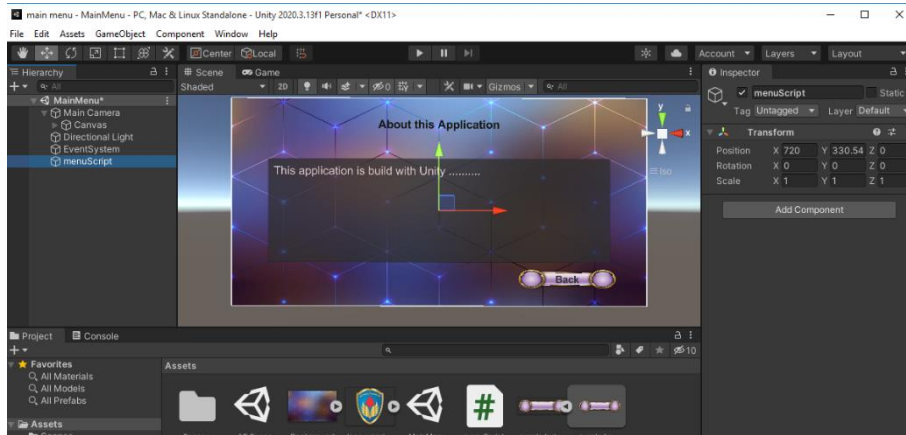 main menu - MainMenu - PC, Mac & Linux Standalone - Unity 2020.3.13f1 Personal* <DX11>
File Edit Assets GameObject Component Window Help
Center Local Account Layers Layout
Hierarchy Scene Game Inspector
All Shaded 2D 0 Gizmos All menuScript Static
MainMenu* Tag Untagged Layer Default
Main Camera
Canvas
Directional Light
EventSystem
menuScript
y
x
Iso
About this Application
This application is build with Unity ..........
Back
Transform
Position X 720 Y 330.54 Z 0
Rotation X 0 Y 0 Z 0
Scale X 1 Y 1 Z 1
Add Component
Project Console
10
Favorites
All Materials
All Models
All Prefabs
Assets
Assets
#